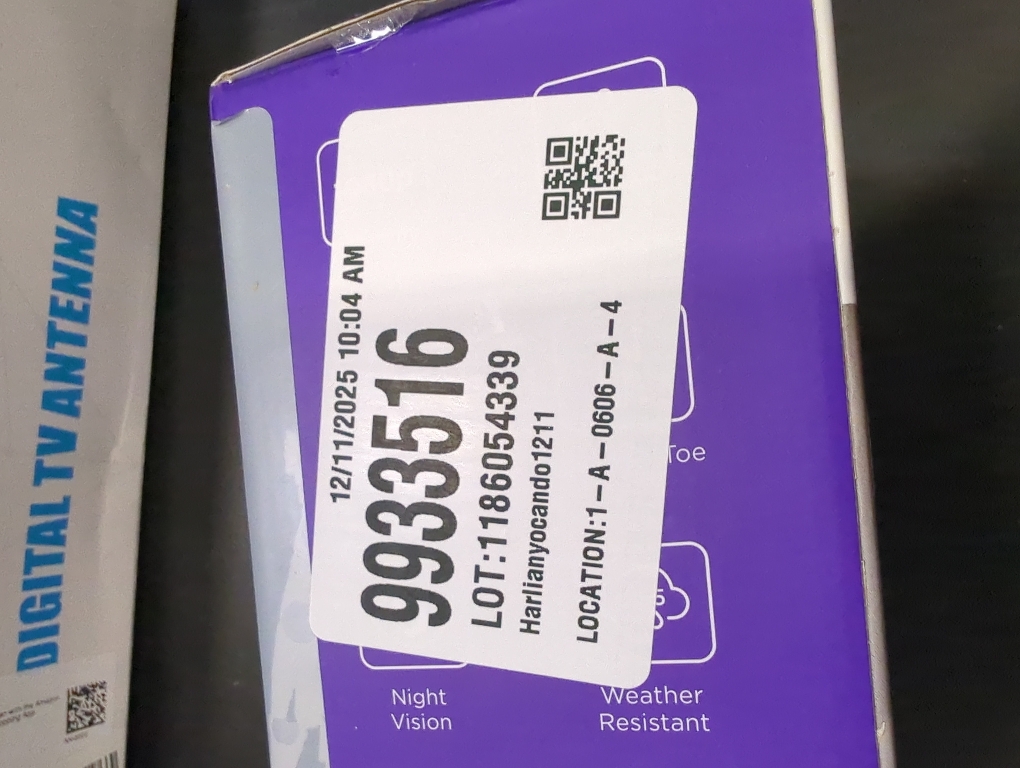 DIGITAL TV ANTENNA
12/11/2025 10:04 AM
9933516
LOT:1186054339
Harlianyocando1211
LOCATION:1-A-0606-A-4
Toe
Night
Vision
Weather
Resistant